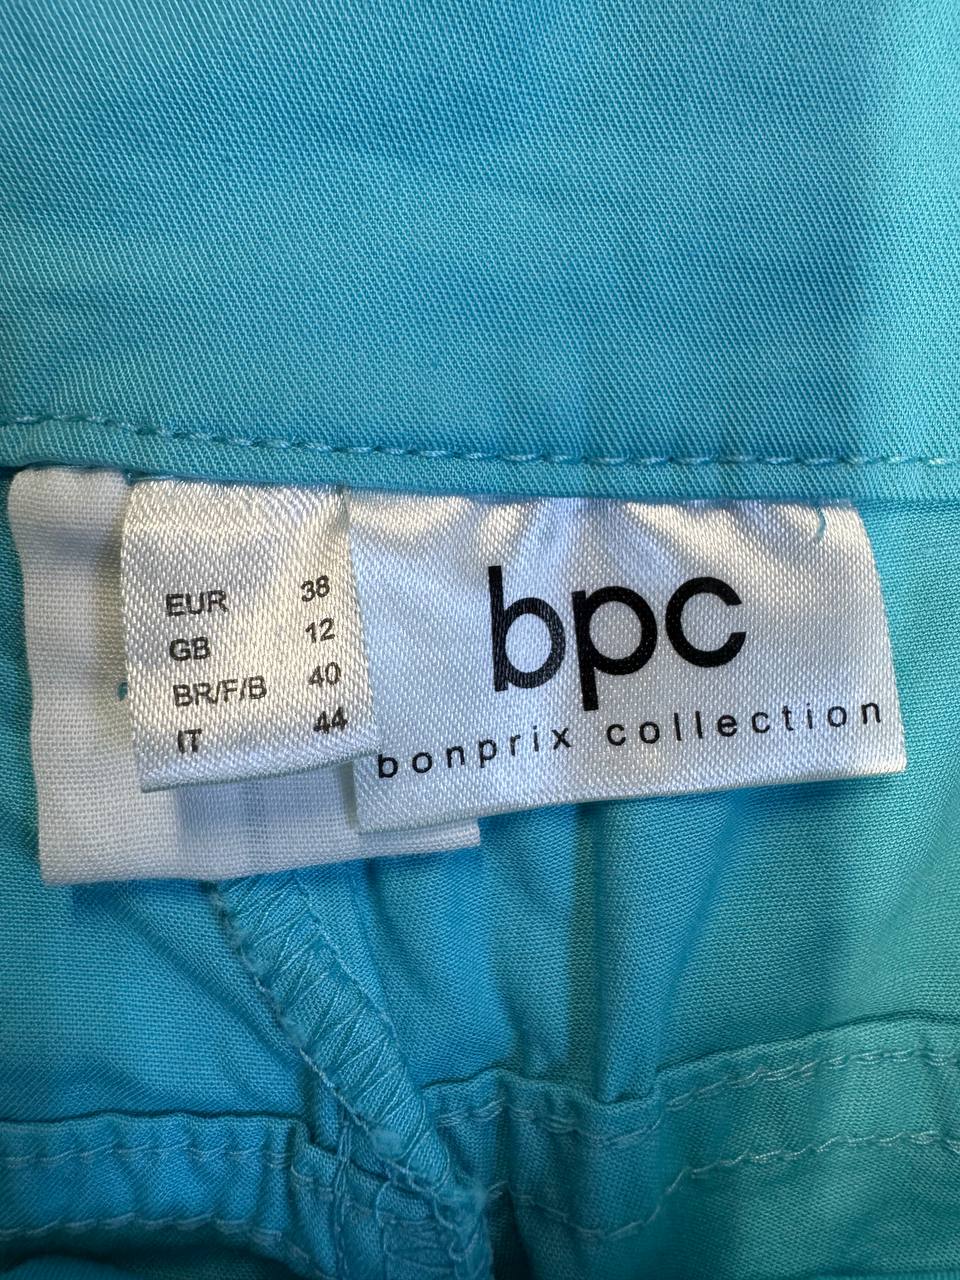 EUR 38
GB 12
BR/F/B 40
IT 44
bpc
bonprix collection